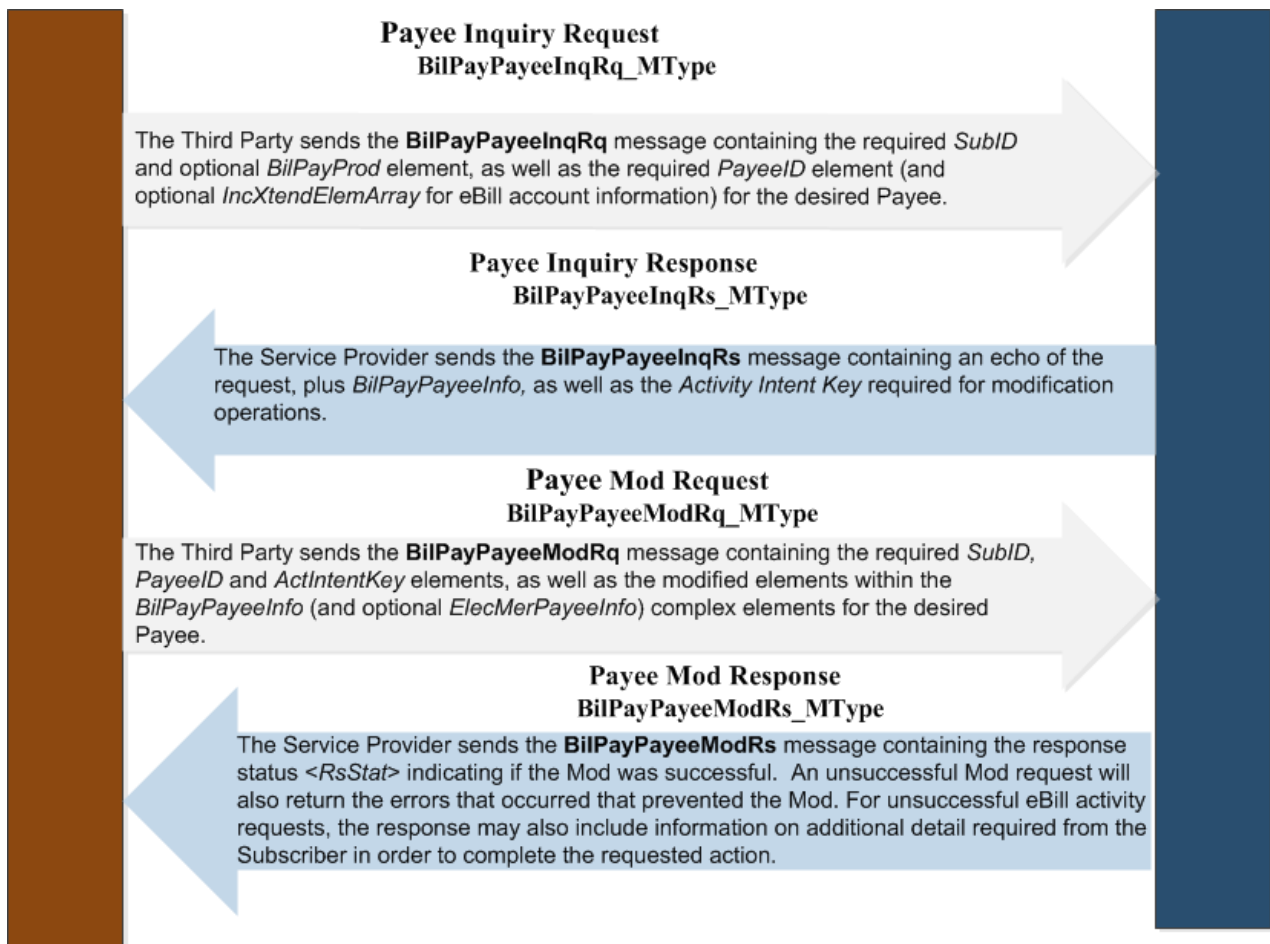 Payee Inquiry Request
BilPayPayeeInqRq_MType
The Third Party sends the BilPayPayeeInqRq message containing the required SubID
and optional BilPayProd element, as well as the required PayeeID element (and
optional IncXtendElemArray for eBill account information) for the desired Payee.
Payee Inquiry Response
BilPayPayeeInqRs_MType
The Service Provider sends the BilPayPayeeInqRs message containing an echo of the
request, plus BilPayPayeeInfo, as well as the Activity Intent Key required for modification
operations.
Payee Mod Request
BilPayPayeeModRq_MType
The Third Party sends the BilPayPayeeModRq message containing the required SubID,
PayeeID and ActIntentKey elements, as well as the modified elements within the
BilPayPayeeInfo (and optional ElecMerPayeeInfo) complex elements for the desired
Payee.
Payee Mod Response
BilPayPayeeModRs_MType
The Service Provider sends the BilPayPayeeModRs message containing the response
status <RsStat> indicating if the Mod was successful.  An unsuccessful Mod request will
also return the errors that occurred that prevented the Mod. For unsuccessful eBill activity
requests, the response may also include information on additional detail required from the
Subscriber in order to complete the requested action.